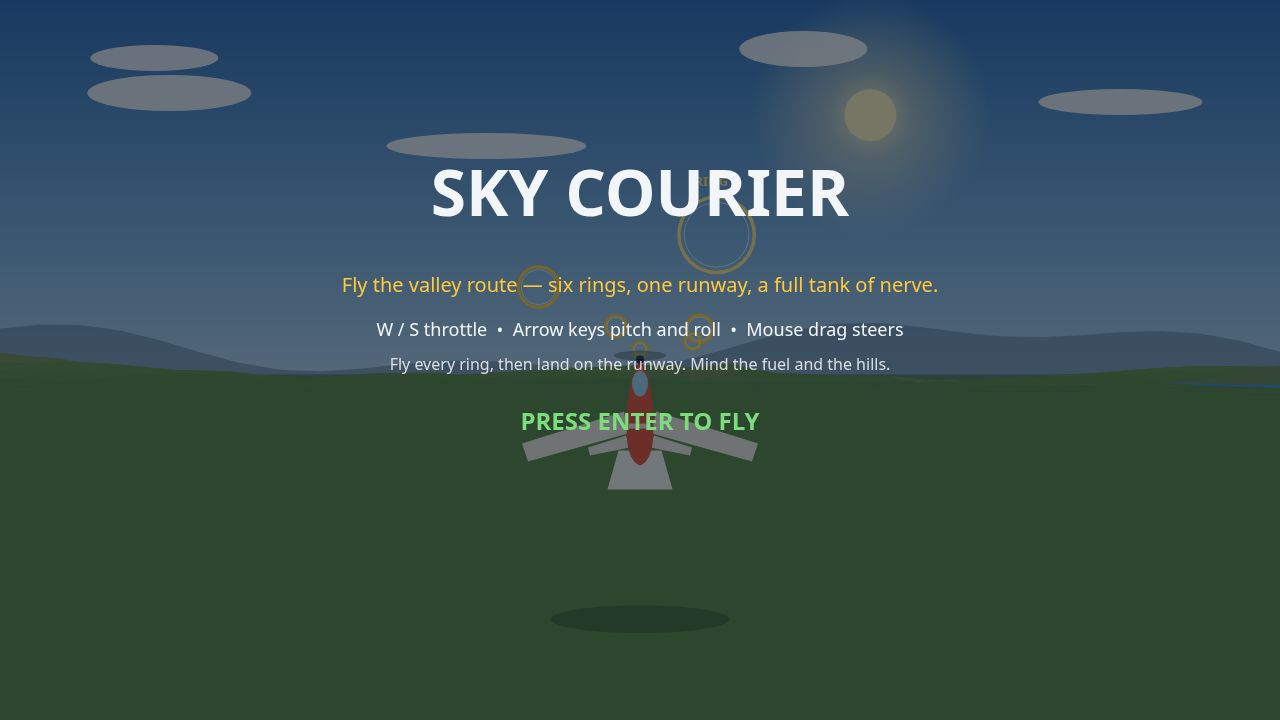 SKY COURIER
Fly the valley route — six rings, one runway, a full tank of nerve.
W / S throttle • Arrow keys pitch and roll • Mouse drag steers
Fly every ring, then land on the runway. Mind the fuel and the hills.
PRESS ENTER TO FLY